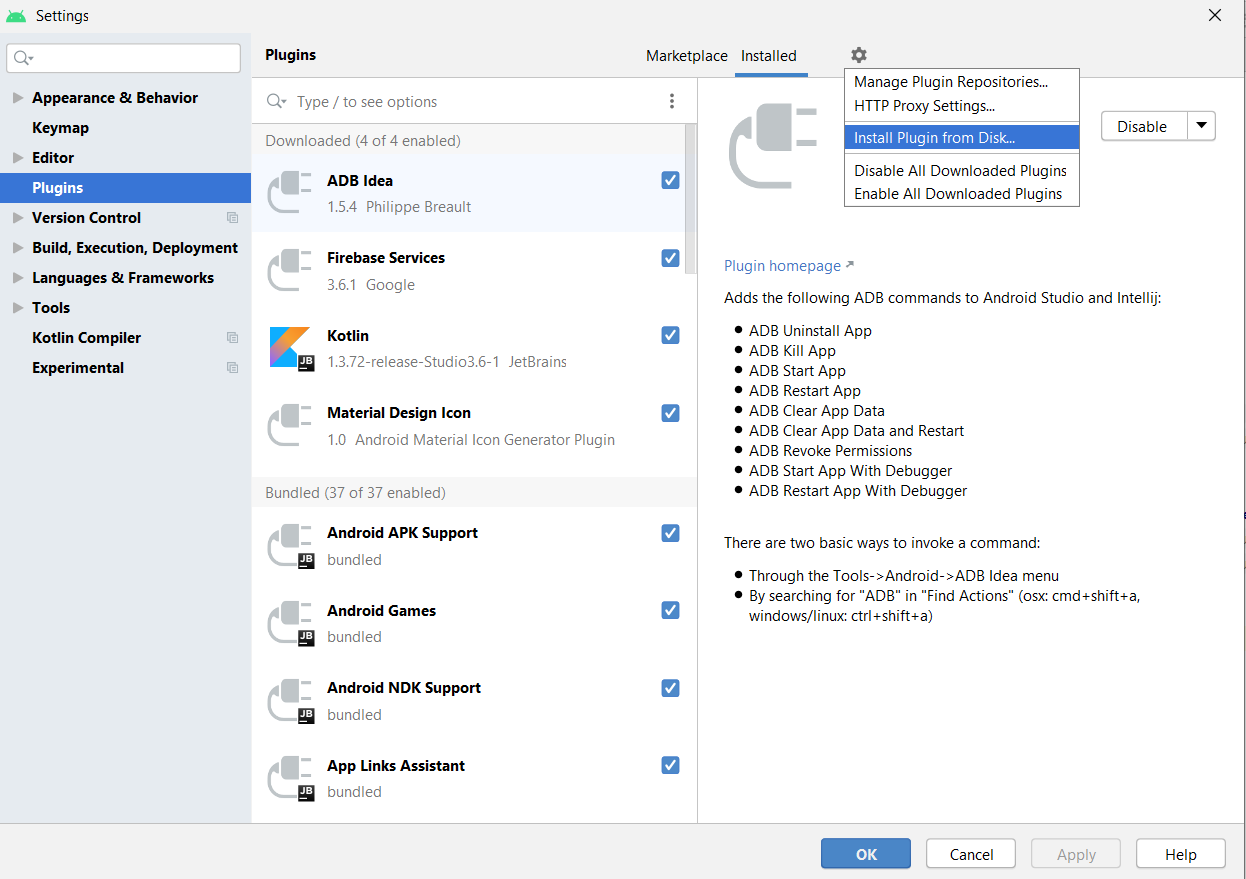 Settings
Appearance & Behavior
Keymap
Editor
Plugins
Version Control
Build, Execution, Deployment
Languages & Frameworks
Tools
Kotlin Compiler
Experimental
Plugins
Marketplace
Installed
Type / to see options
Downloaded (4 of 4 enabled)
ADB Idea
1.5.4 Philippe Breault
Firebase Services
3.6.1 Google
Kotlin
1.3.72-release-Studio3.6-1 JetBrains
JB
Material Design Icon
1.0 Android Material Icon Generator Plugin
Bundled (37 of 37 enabled)
Android APK Support
bundled
JB
Android Games
bundled
JB
Android NDK Support
bundled
JB
App Links Assistant
bundled
JB
Manage Plugin Repositories...
HTTP Proxy Settings...
Install Plugin from Disk...
Disable All Downloaded Plugins
Enable All Downloaded Plugins
Disable
Plugin homepage
Adds the following ADB commands to Android Studio and Intellij:
ADB Uninstall App
ADB Kill App
ADB Start App
ADB Restart App
ADB Clear App Data
ADB Clear App Data and Restart
ADB Revoke Permissions
ADB Start App With Debugger
ADB Restart App With Debugger
There are two basic ways to invoke a command:
Through the Tools->Android->ADB Idea menu
By searching for "ADB" in "Find Actions" (osx: cmd+shift+a,
windows/linux: ctrl+shift+a)
OK
Cancel
Apply
Help